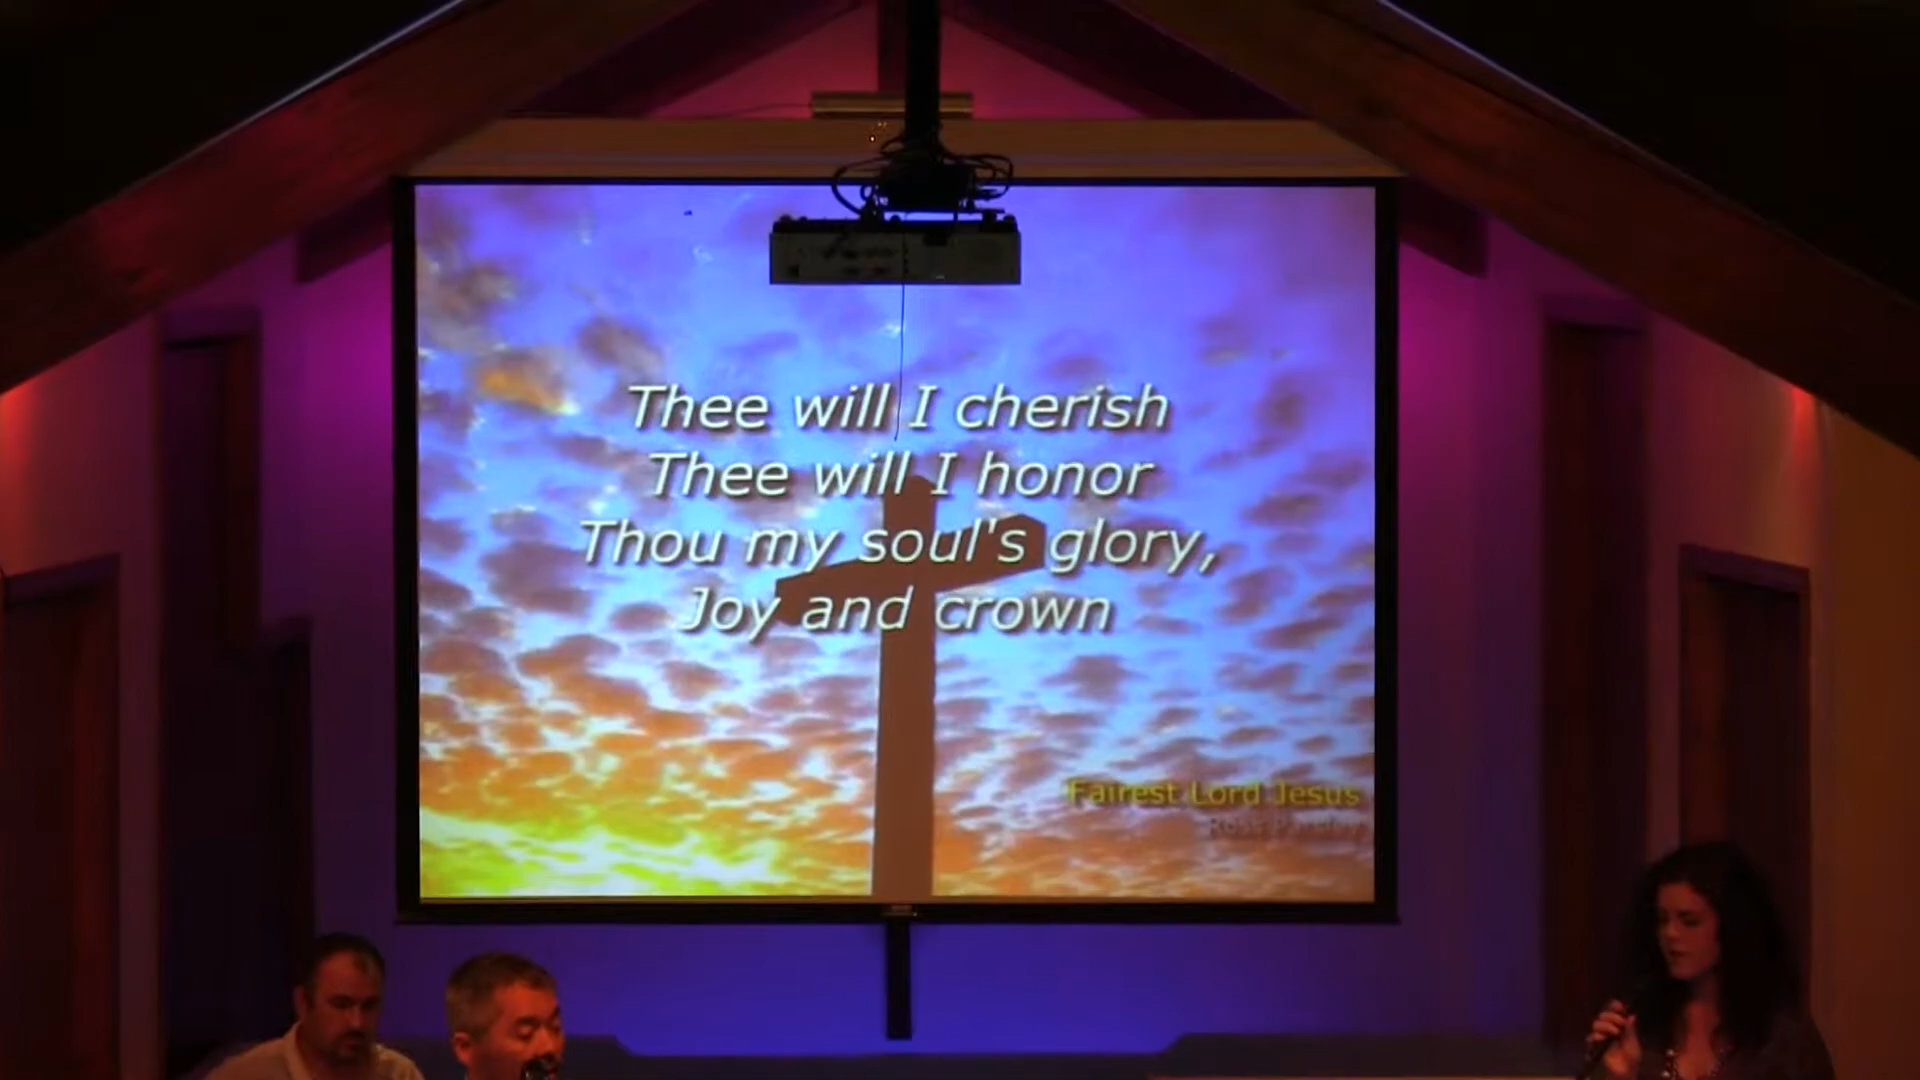 Thee will I cherish
Thee will I honor
Thou my soul's glory,
Joy and crown
Fairest Lord Jesus